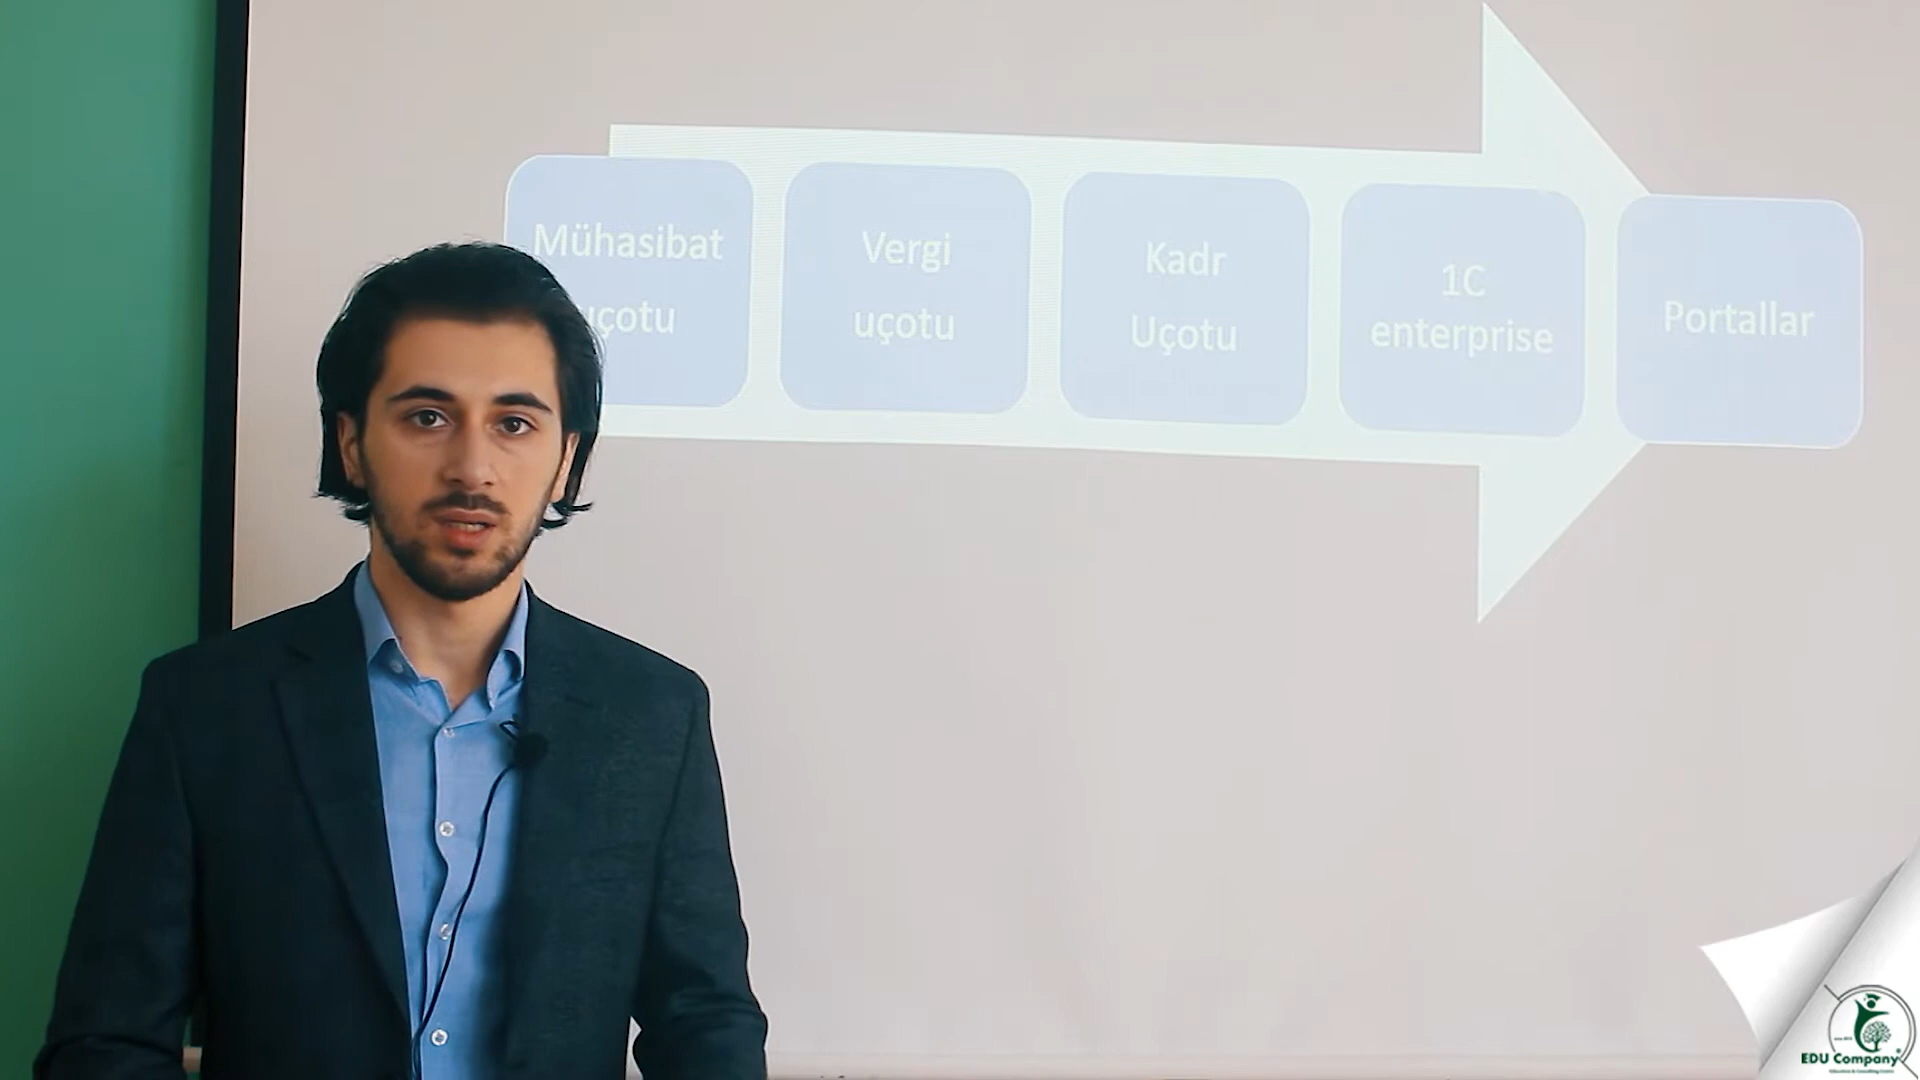 Mühasibat
uçotu
Vergi
uçotu
Kadr
Uçotu
1C
enterprise
Portallar
EDU Company